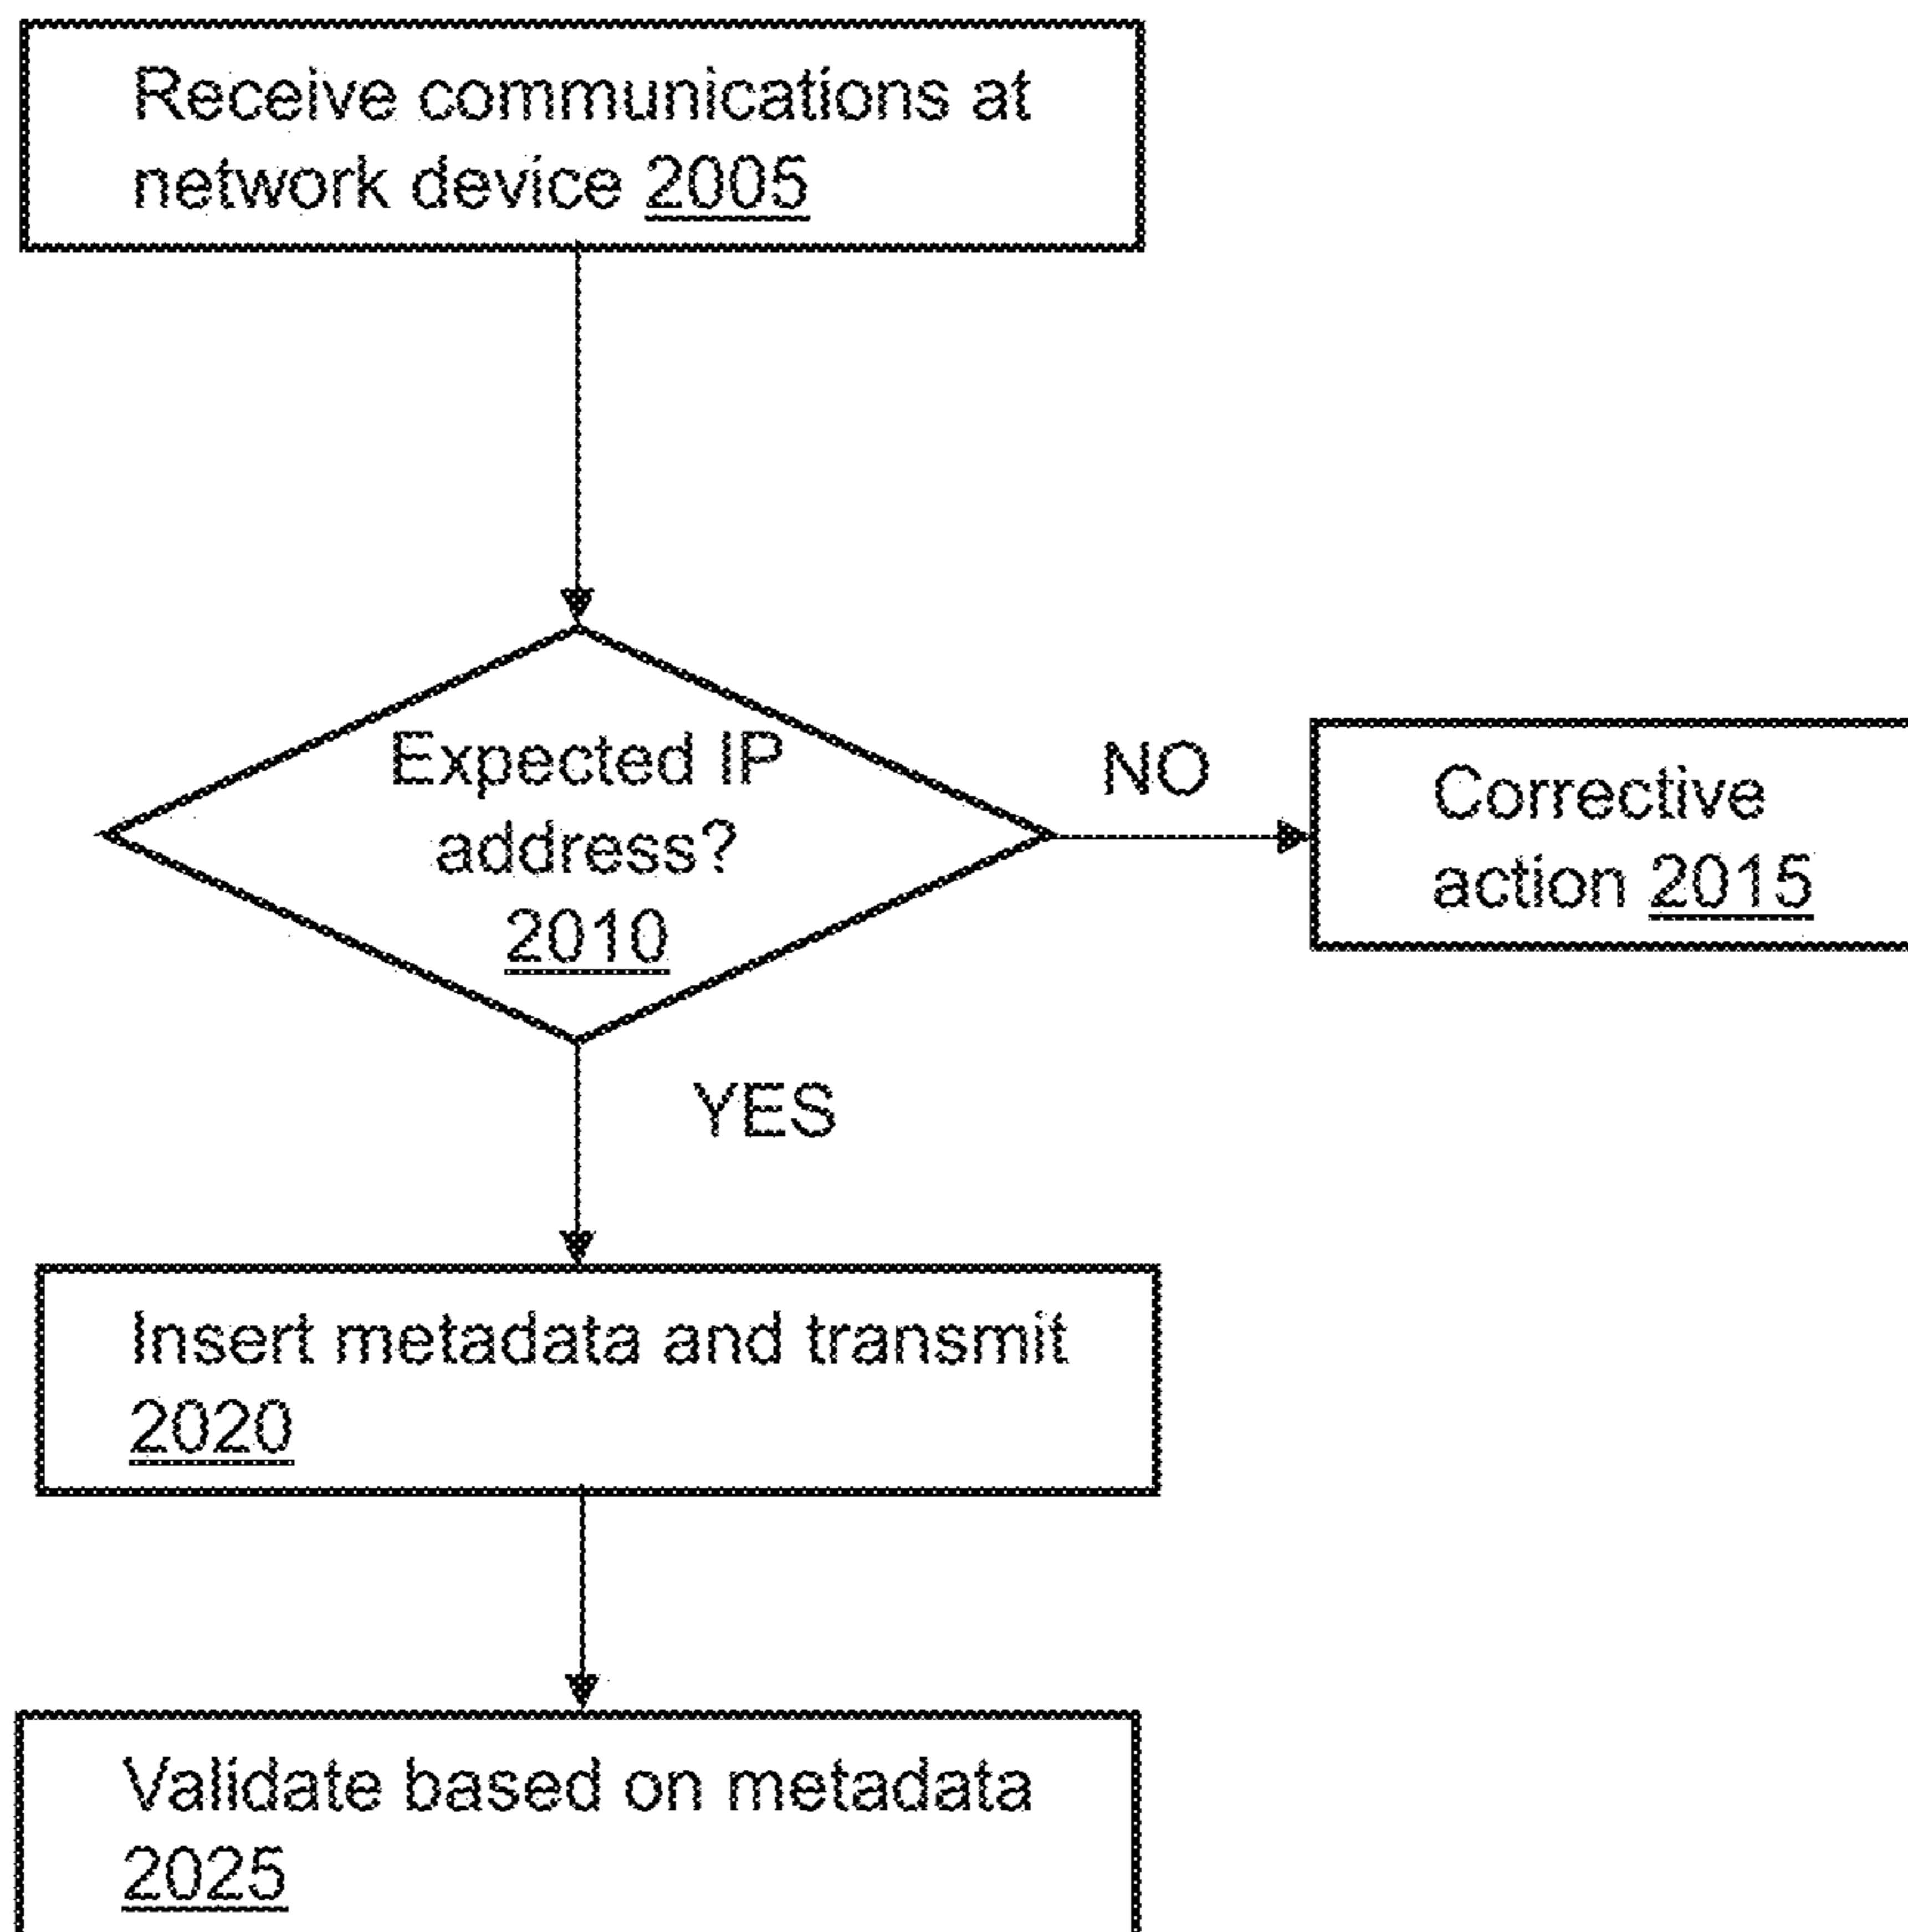 Receive communications at
network device 2005
Expected IP
address?
2010
NO
Corrective
action 2015
YES
Insert metadata and transmit
2020
Validate based on metadata
2025